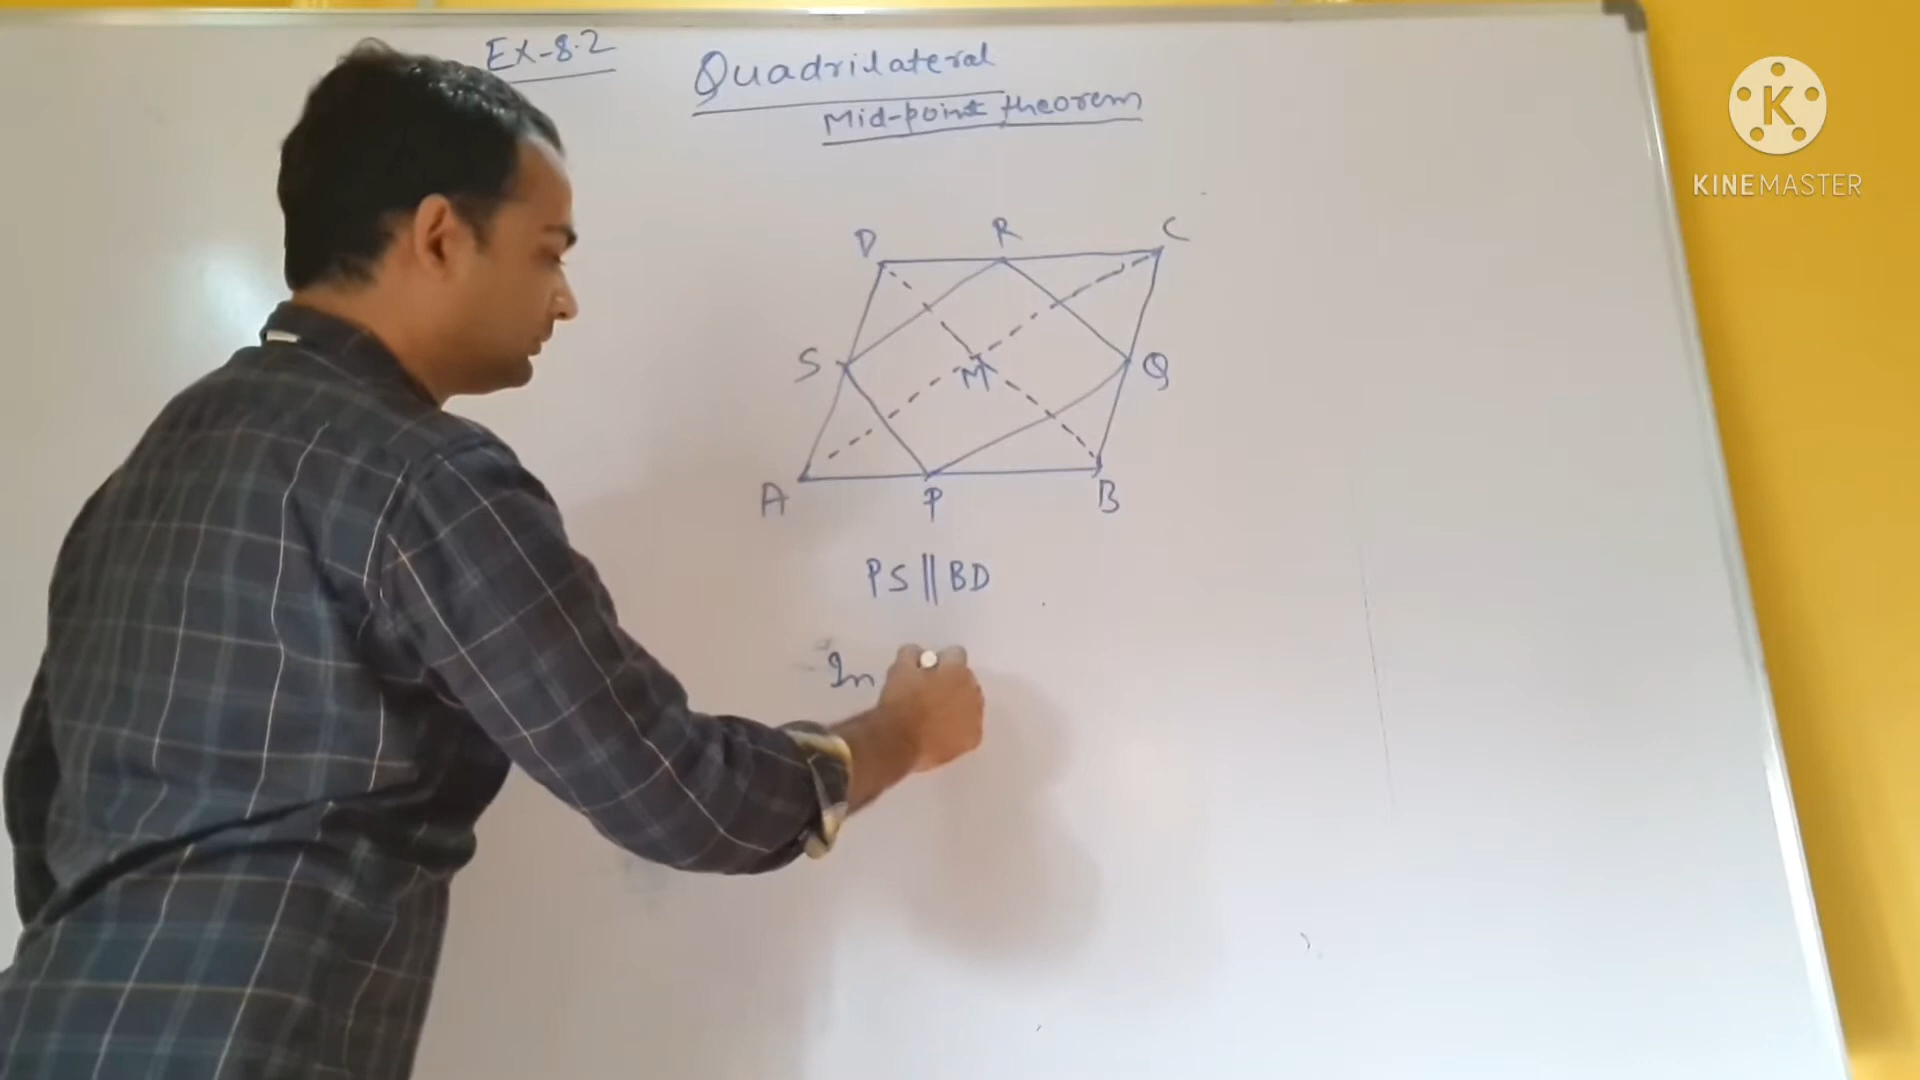 Ex-8.2
Quadrilateral
Mid-point theorem
K
KINEMASTER
D R C
S M Q
A P B
PS || BD
In